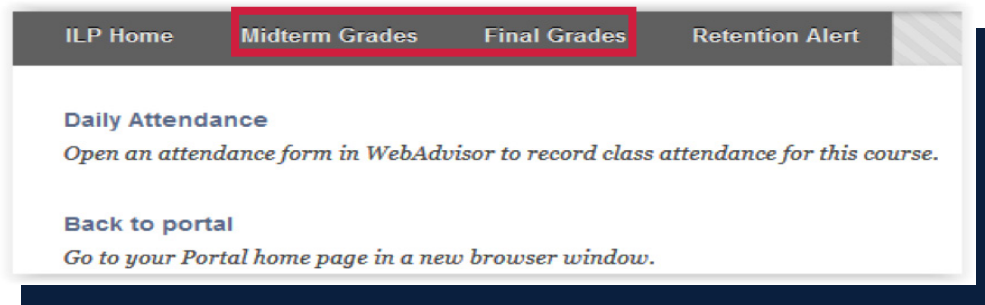 ILP Home Midterm Grades Final Grades Retention Alert
Daily Attendance
Open an attendance form in WebAdvisor to record class attendance for this course.
Back to portal
Go to your Portal home page in a new browser window.